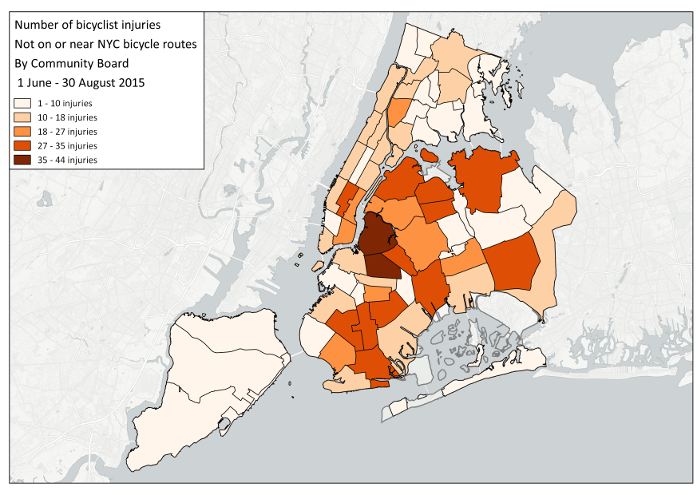 Number of bicyclist injuries
Not on or near NYC bicycle routes
By Community Board
1 June - 30 August 2015
1 - 10 injuries
10 - 18 injuries
18 - 27 injuries
27 - 35 injuries
35 - 44 injuries